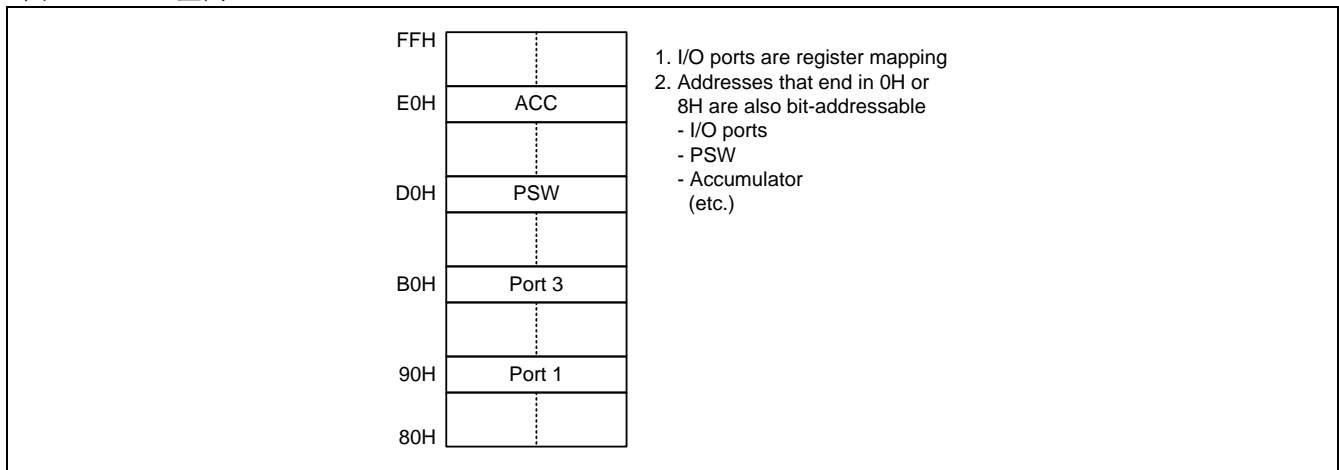 FFH
E0H ACC
D0H PSW
B0H Port 3
90H Port 1
80H
1. I/O ports are register mapping
2. Addresses that end in 0H or
8H are also bit-addressable
- I/O ports
- PSW
- Accumulator
(etc.)